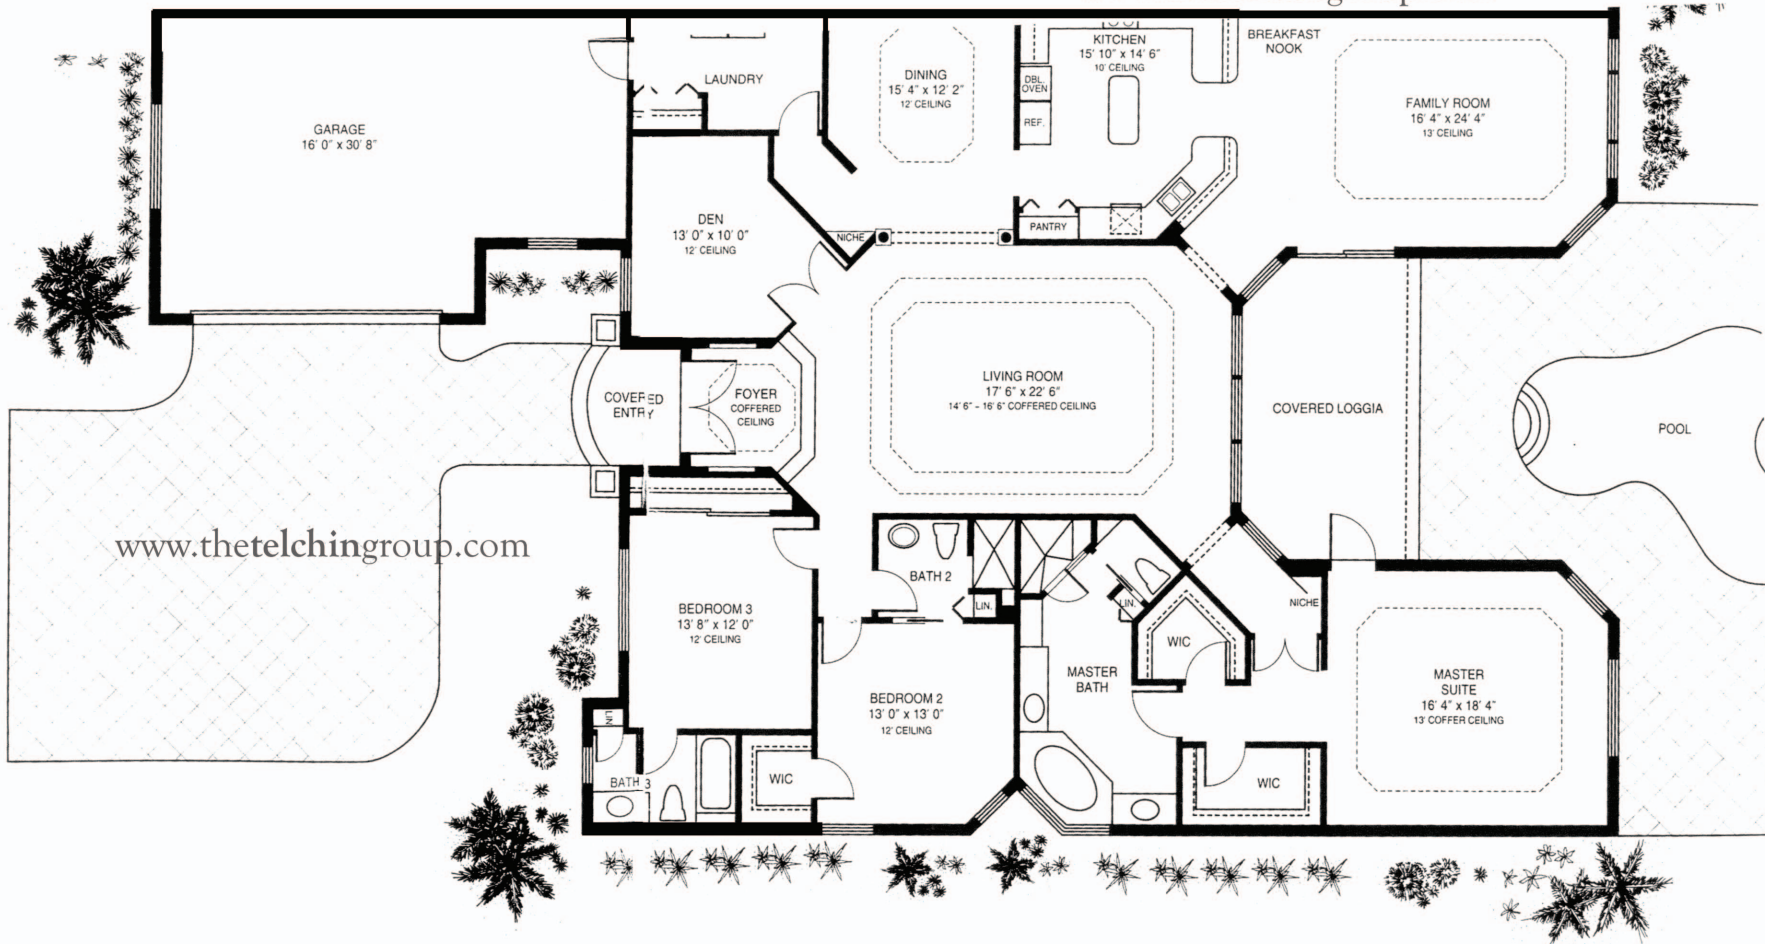 KITCHEN
15' 10" x 14' 6"
10' CEILING
BREAKFAST
NOOK
DINING
15' 4" x 12' 2"
12' CEILING
LAUNDRY
DBL.
OVEN
REF.
FAMILY ROOM
16' 4" x 24' 4"
13' CEILING
GARAGE
16' 0" x 30' 8"
DEN
13' 0" x 10' 0"
12' CEILING
NICHE
PANTRY
LIVING ROOM
17' 6" x 22' 6"
14' 6" - 16' 6" COFFERED CEILING
COVERED
ENTRY
FOYER
COFFERED
CEILING
COVERED LOGGIA
POOL
www.thetelchingroup.com
BATH 2
LIN.
LIN.
NICHE
BEDROOM 3
13' 8" x 12' 0"
12' CEILING
WIC
MASTER
BATH
MASTER
SUITE
16' 4" x 18' 4"
13' COFFER CEILING
BEDROOM 2
13' 0" x 13' 0"
12' CEILING
LIN.
BATH 3
WIC
WIC